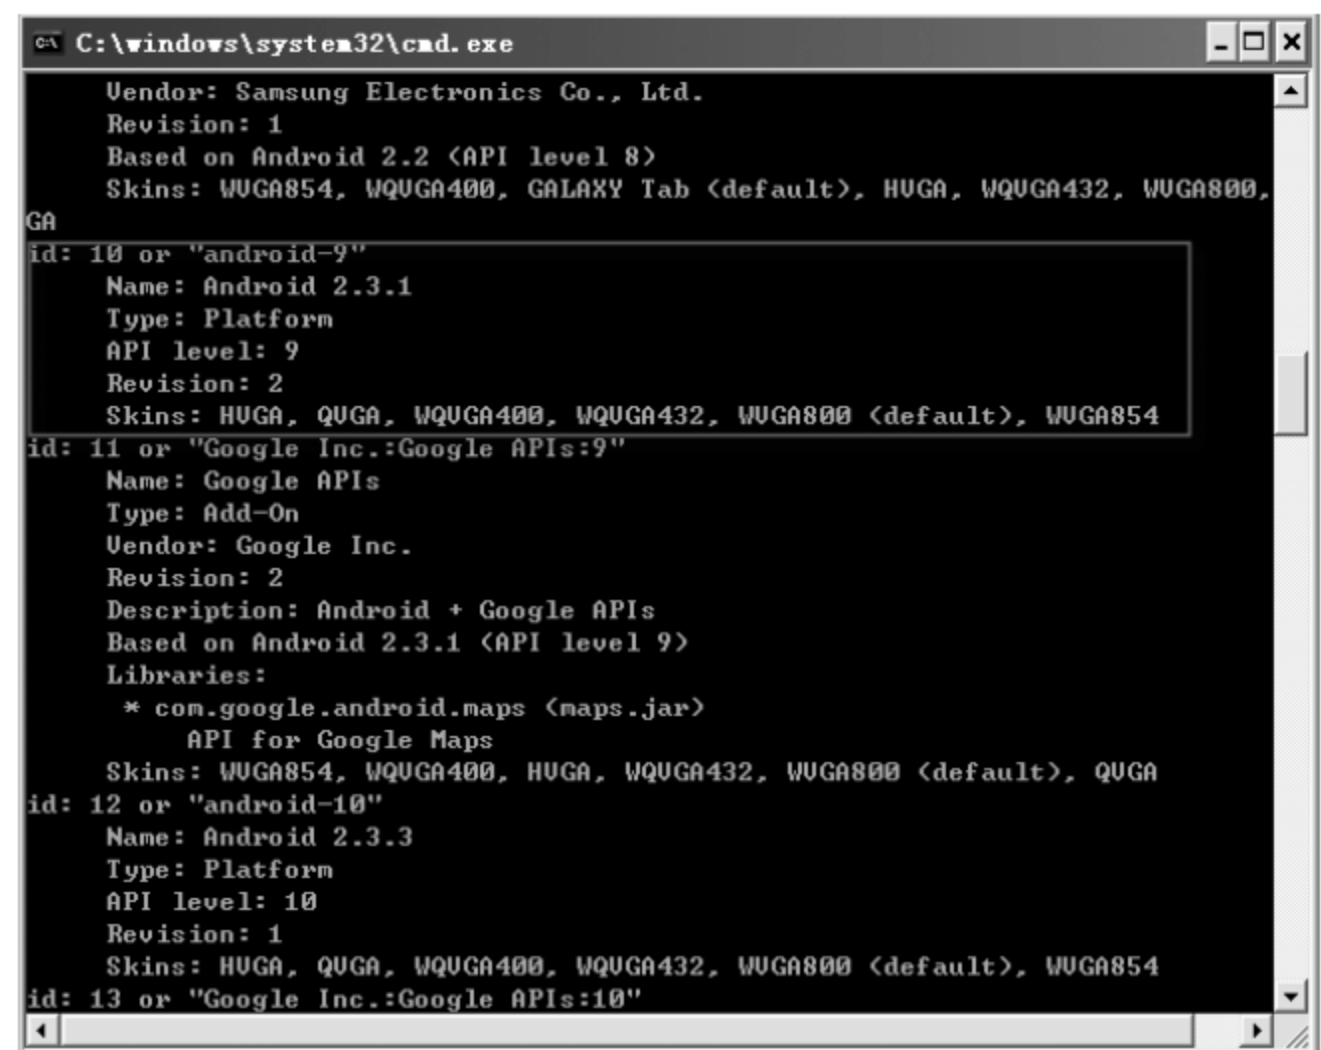 C:\windows\system32\cmd.exe
Vendor: Samsung Electronics Co., Ltd.
Revision: 1
Based on Android 2.2 (API level 8)
Skins: WVGA854, WQVGA400, GALAXY Tab (default), HVGA, WQVGA432, WVGA800,
GA
id: 10 or "android-9"
Name: Android 2.3.1
Type: Platform
API level: 9
Revision: 2
Skins: HVGA, QVGA, WQVGA400, WQVGA432, WVGA800 (default), WVGA854
id: 11 or "Google Inc.:Google APIs:9"
Name: Google APIs
Type: Add-On
Vendor: Google Inc.
Revision: 2
Description: Android + Google APIs
Based on Android 2.3.1 (API level 9)
Libraries:
* com.google.android.maps (maps.jar)
API for Google Maps
Skins: WVGA854, WQVGA400, HVGA, WQVGA432, WVGA800 (default), QVGA
id: 12 or "android-10"
Name: Android 2.3.3
Type: Platform
API level: 10
Revision: 1
Skins: HVGA, QVGA, WQVGA400, WQVGA432, WVGA800 (default), WVGA854
id: 13 or "Google Inc.:Google APIs:10"